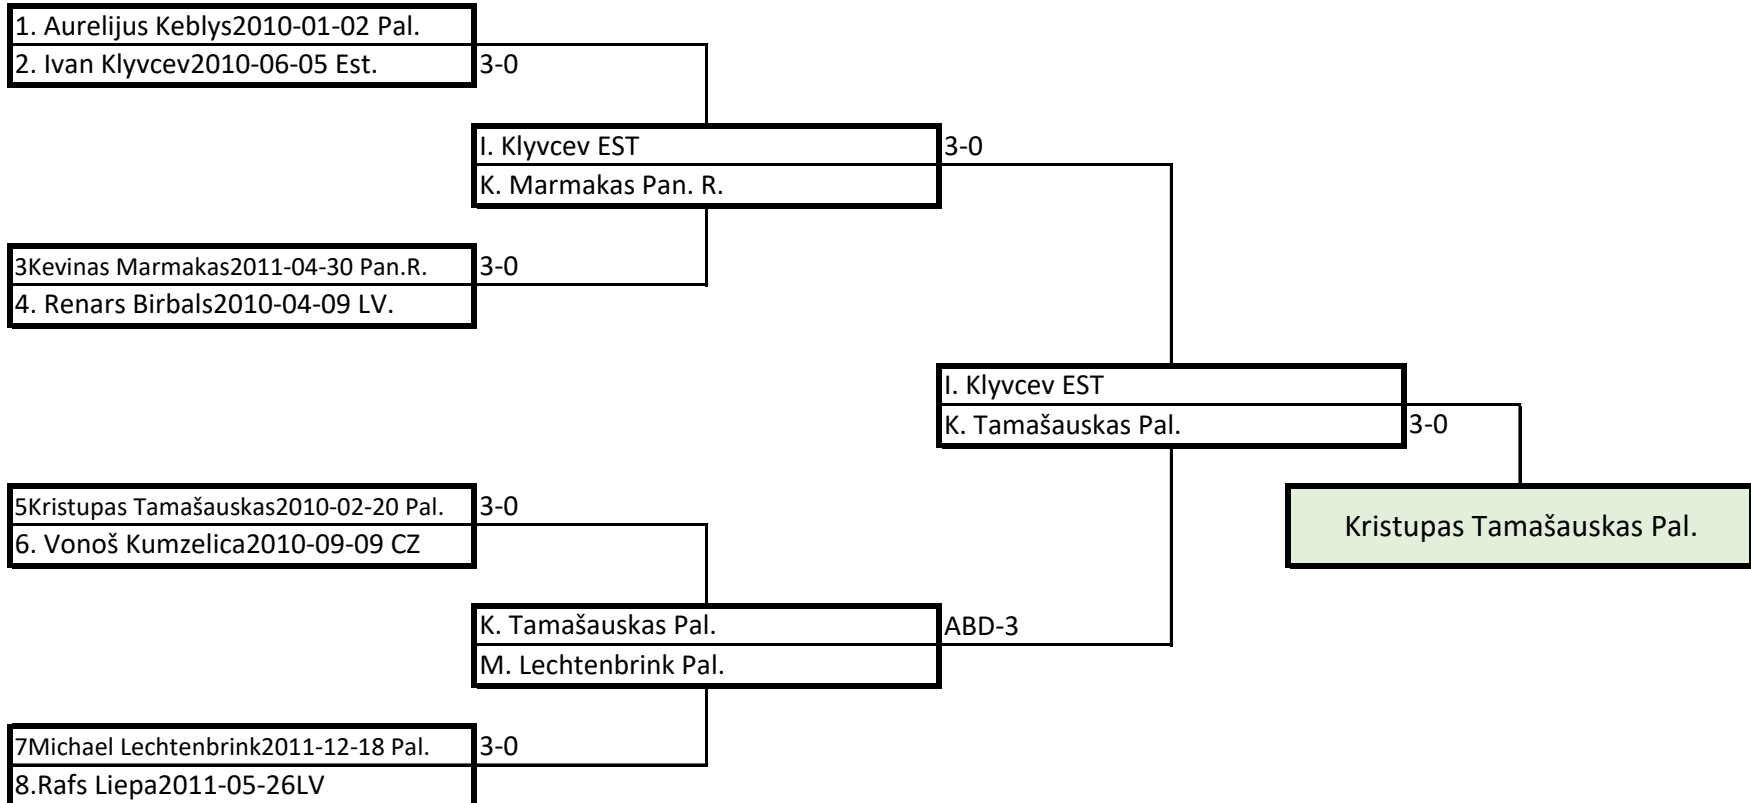 1. Aurelijus Keblys2010-01-02 Pal.
2. Ivan Klyvcev2010-06-05 Est.
3-0
I. Klyvcev EST
3-0
K. Marmakas Pan. R.
3Kevinas Marmakas2011-04-30 Pan.R.
3-0
4. Renars Birbals2010-04-09 LV.
I. Klyvcev EST
K. Tamašauskas Pal.
3-0
5Kristupas Tamašauskas2010-02-20 Pal.
3-0
6. Vonoš Kumzelica2010-09-09 CZ
Kristupas Tamašauskas Pal.
K. Tamašauskas Pal.
ABD-3
M. Lechtenbrink Pal.
7Michael Lechtenbrink2011-12-18 Pal.
3-0
8.Rafs Liepa2011-05-26LV